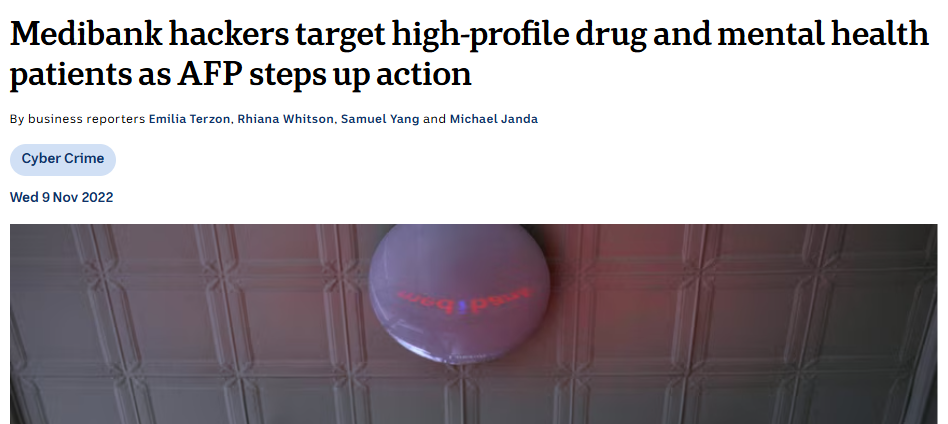 Medibank hackers target high-profile drug and mental health
patients as AFP steps up action
By business reporters Emilia Terzon, Rhiana Whitson, Samuel Yang and Michael Janda
Cyber Crime
Wed 9 Nov 2022